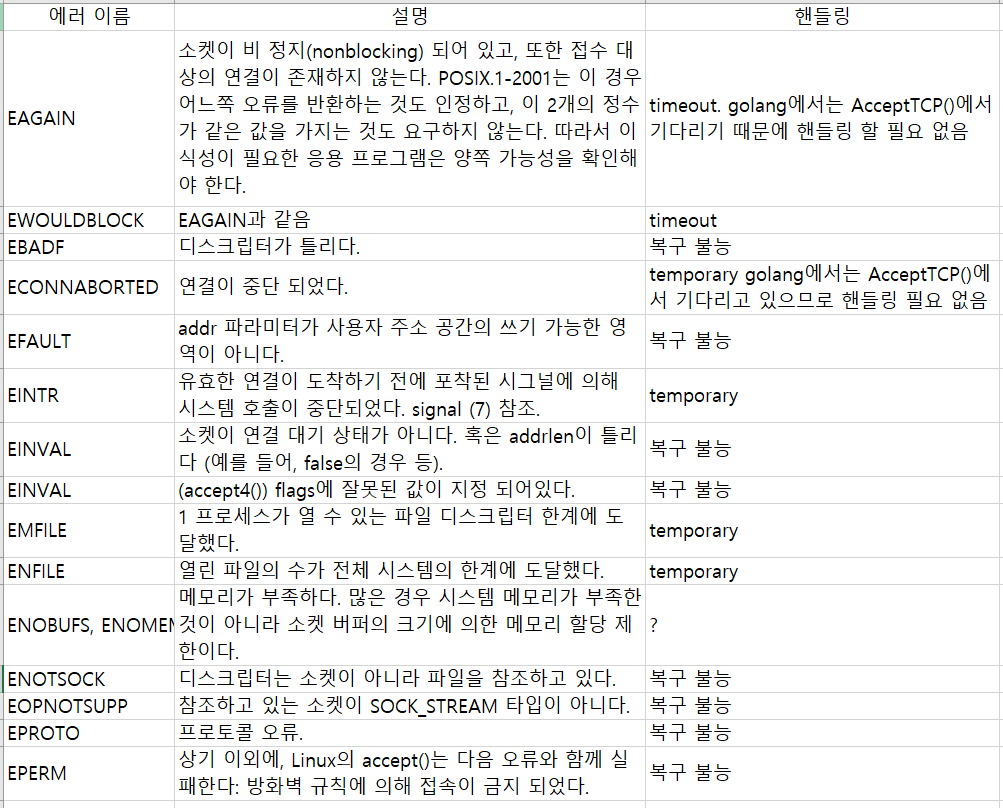 에러 이름
설명
핸들링
EAGAIN
소켓이 비 정지(nonblocking) 되어 있고, 또한 접수 대
상의 연결이 존재하지 않는다. POSIX.1-2001는 이 경우
어느쪽 오류를 반환하는 것도 인정하고, 이 2개의 정수
가 같은 값을 가지는 것도 요구하지 않는다. 따라서 이
식성이 필요한 응용 프로그램은 양쪽 가능성을 확인해
야 한다.
timeout. golang에서는 AcceptTCP()에서
기다리기 때문에 핸들링 할 필요 없음
EWOULDBLOCK
EAGAIN과 같음
timeout
EBADF
디스크립터가 틀리다.
복구 불능
ECONNABORTED
연결이 중단 되었다.
temporary golang에서는 AcceptTCP()에
서 기다리고 있으므로 핸들링 필요 없음
EFAULT
addr 파라미터가 사용자 주소 공간의 쓰기 가능한 영
역이 아니다.
복구 불능
EINTR
유효한 연결이 도착하기 전에 포착된 시그널에 의해
시스템 호출이 중단되었다. signal (7) 참조.
temporary
EINVAL
소켓이 연결 대기 상태가 아니다. 혹은 addrlen이 틀리
다 (예를 들어, false의 경우 등).
복구 불능
EINVAL
(accept4()) flags에 잘못된 값이 지정 되어있다.
복구 불능
EMFILE
1 프로세스가 열 수 있는 파일 디스크립터 한계에 도
달했다.
temporary
ENFILE
열린 파일의 수가 전체 시스템의 한계에 도달했다.
temporary
ENOBUFS, ENOMEM
메모리가 부족하다. 많은 경우 시스템 메모리가 부족한
것이 아니라 소켓 버퍼의 크기에 의한 메모리 할당 제
한이다.
?
ENOTSOCK
디스크립터는 소켓이 아니라 파일을 참조하고 있다.
복구 불능
EOPNOTSUPP
참조하고 있는 소켓이 SOCK_STREAM 타입이 아니다.
복구 불능
EPROTO
프로토콜 오류.
복구 불능
EPERM
상기 이외에, Linux의 accept()는 다음 오류와 함께 실
패한다: 방화벽 규칙에 의해 접속이 금지 되었다.
복구 불능